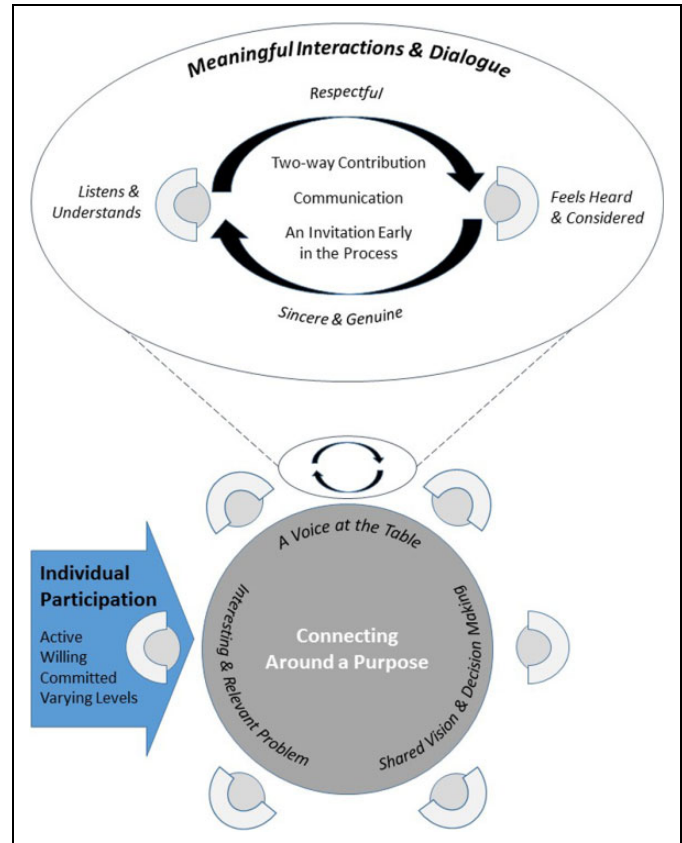 Meaningful Interactions & Dialogue
Respectful
Two-way Contribution
Communication
An Invitation Early
in the Process
Listens &
Understands
Feels Heard
& Considered
Sincere & Genuine
A Voice at the Table
Individual
Participation
Active
Willing
Committed
Varying Levels
Interesting & Relevant Problem
Connecting
Around a Purpose
Shared Vision & Decision Making